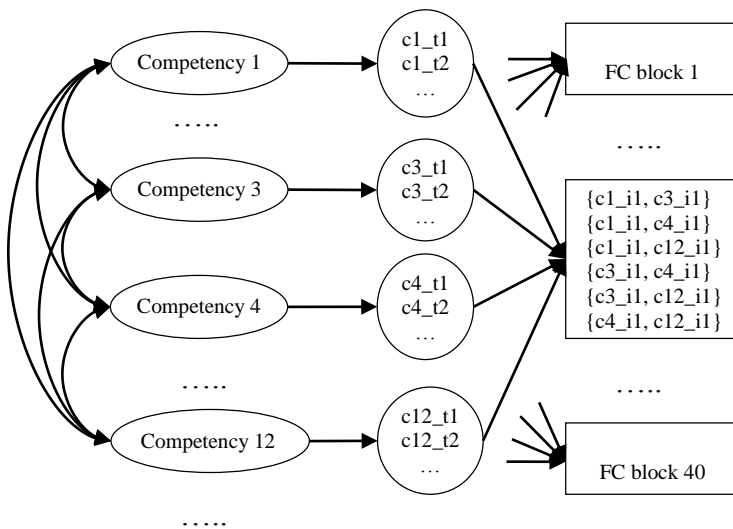 Competency 1
c1_t1
c1_t2
…
FC block 1
…..
…..
Competency 3
c3_t1
c3_t2
…
{c1_i1, c3_i1}
{c1_i1, c4_i1}
{c1_i1, c12_i1}
{c3_i1, c4_i1}
{c3_i1, c12_i1}
{c4_i1, c12_i1}
Competency 4
c4_t1
c4_t2
…
…..
…..
Competency 12
c12_t1
c12_t2
…
FC block 40
…..